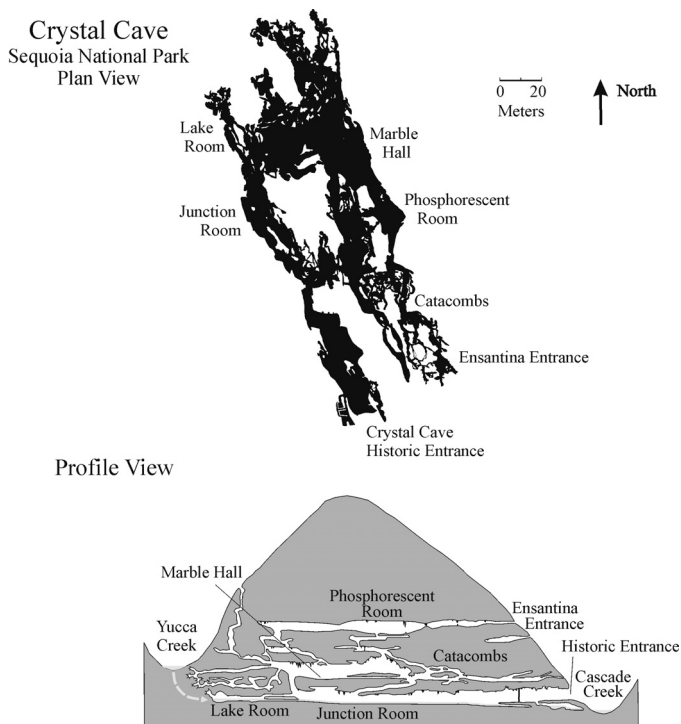 Crystal Cave
Sequoia National Park
Plan View
0 20
Meters
North
Lake
Room
Marble
Hall
Junction
Room
Phosphorescent
Room
Catacombs
Ensantina Entrance
Crystal Cave
Historic Entrance
Profile View
Marble Hall
Phosphorescent
Room
Ensantina
Entrance
Yucca
Creek
Catacombs
Historic Entrance
Cascade
Creek
Lake Room
Junction Room